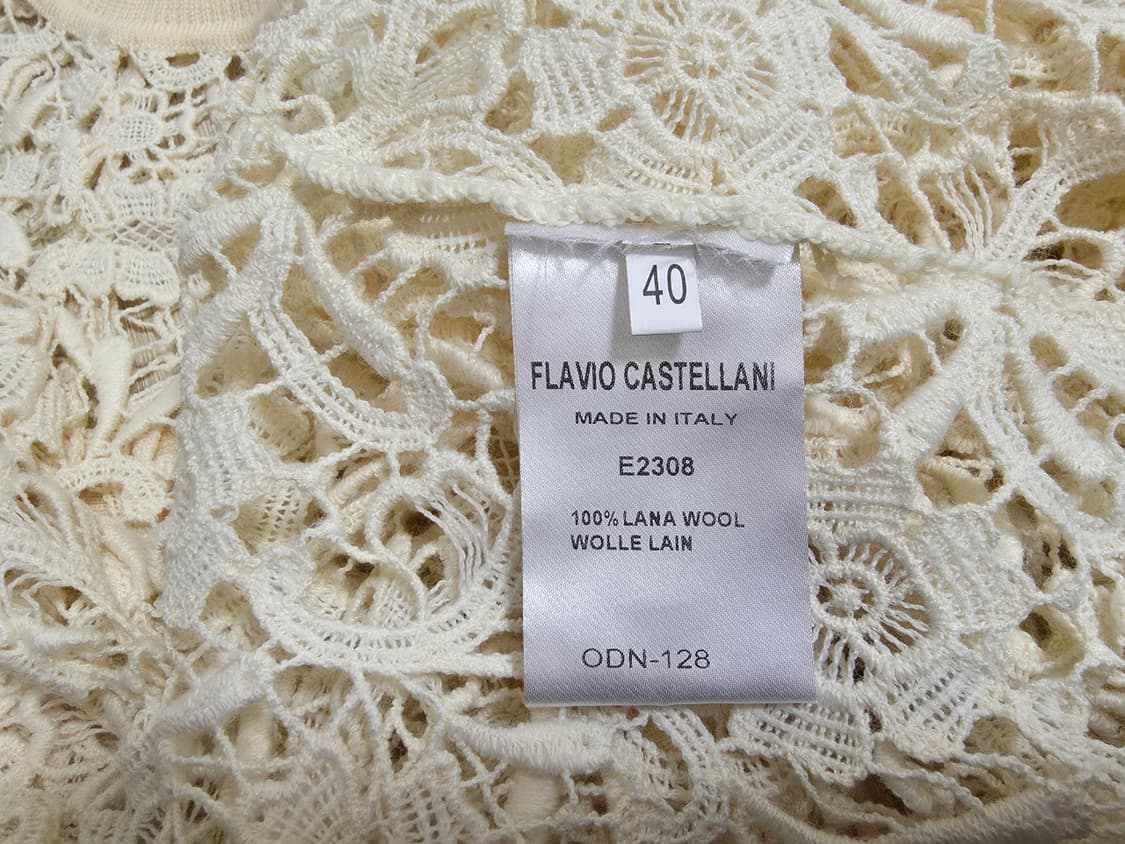 40
FLAVIO CASTELLANI
MADE IN ITALY
E2308
100% LANA WOOL
WOLLE LAIN
ODN-128